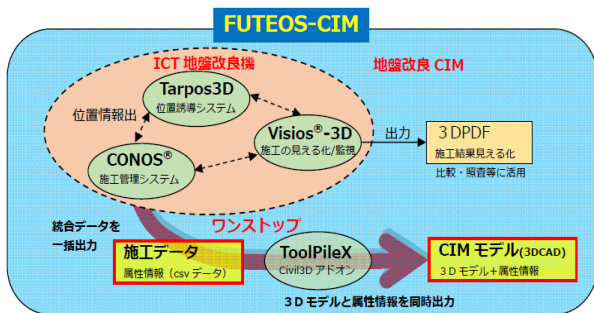 FUTEOS-CIM
ICT 地盤改良機
地盤改良 CIM
Tarpos3D
位置誘導システム
位置情報出
Visios®-3D
施工の見える化/監視
出力
３DPDF
施工結果見える化
比較・照査等に活用
CONOS®
施工管理システム
統合データを
一括出力
ワンストップ
施工データ
属性情報（csv データ）
ToolPileX
Civil3D アドオン
CIM モデル(3DCAD)
３Ｄモデル＋属性情報
３Ｄモデルと属性情報を同時出力